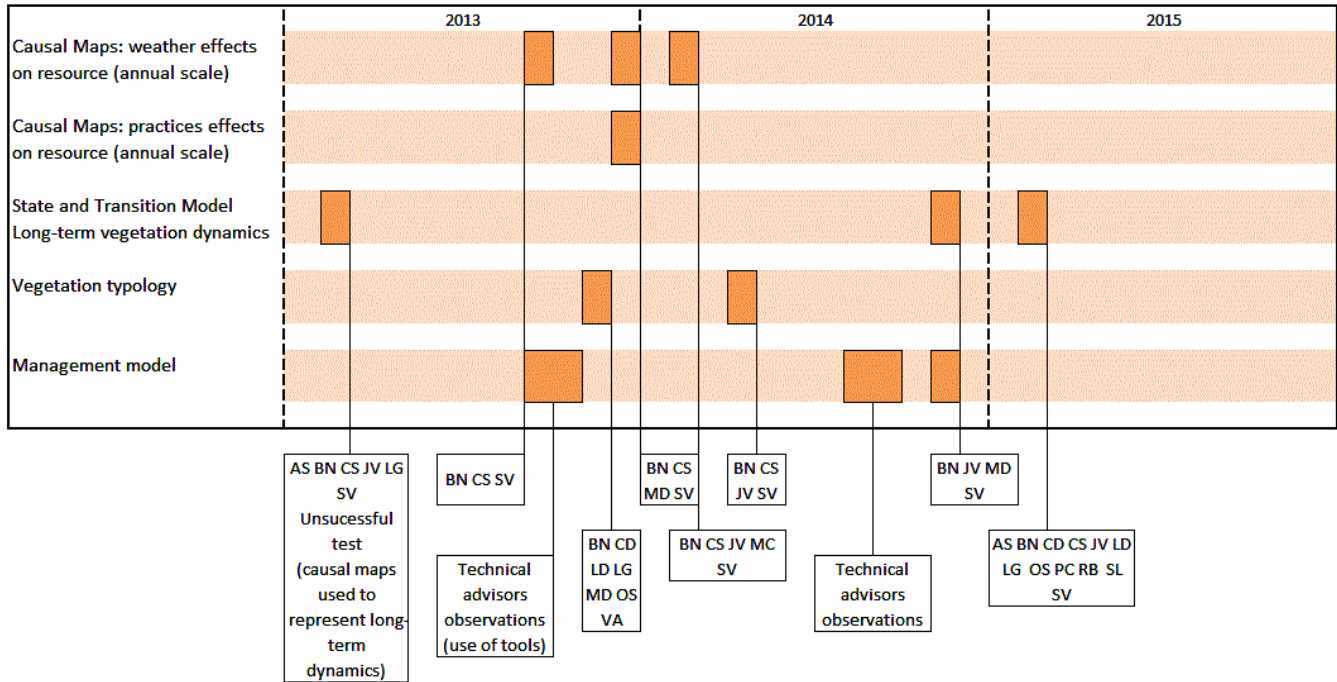 2013
2014
2015
Causal Maps: weather effects
on resource (annual scale)
Causal Maps: practices effects
on resource (annual scale)
State and Transition Model
Long-term vegetation dynamics
Vegetation typology
Management model
AS BN CS JV LG
SV
Unsucessful
test
(causal maps
used to
represent long-
term
dynamics)
BN CS SV
Technical
advisors
observations
(use of tools)
BN CD
LD LG
MD OS
VA
BN CS
MD SV
BN CS JV MC
SV
BN CS
JV SV
Technical
advisors
observations
BN JV MD
SV
AS BN CD CS JV LD
LG OS PC RB SL
SV